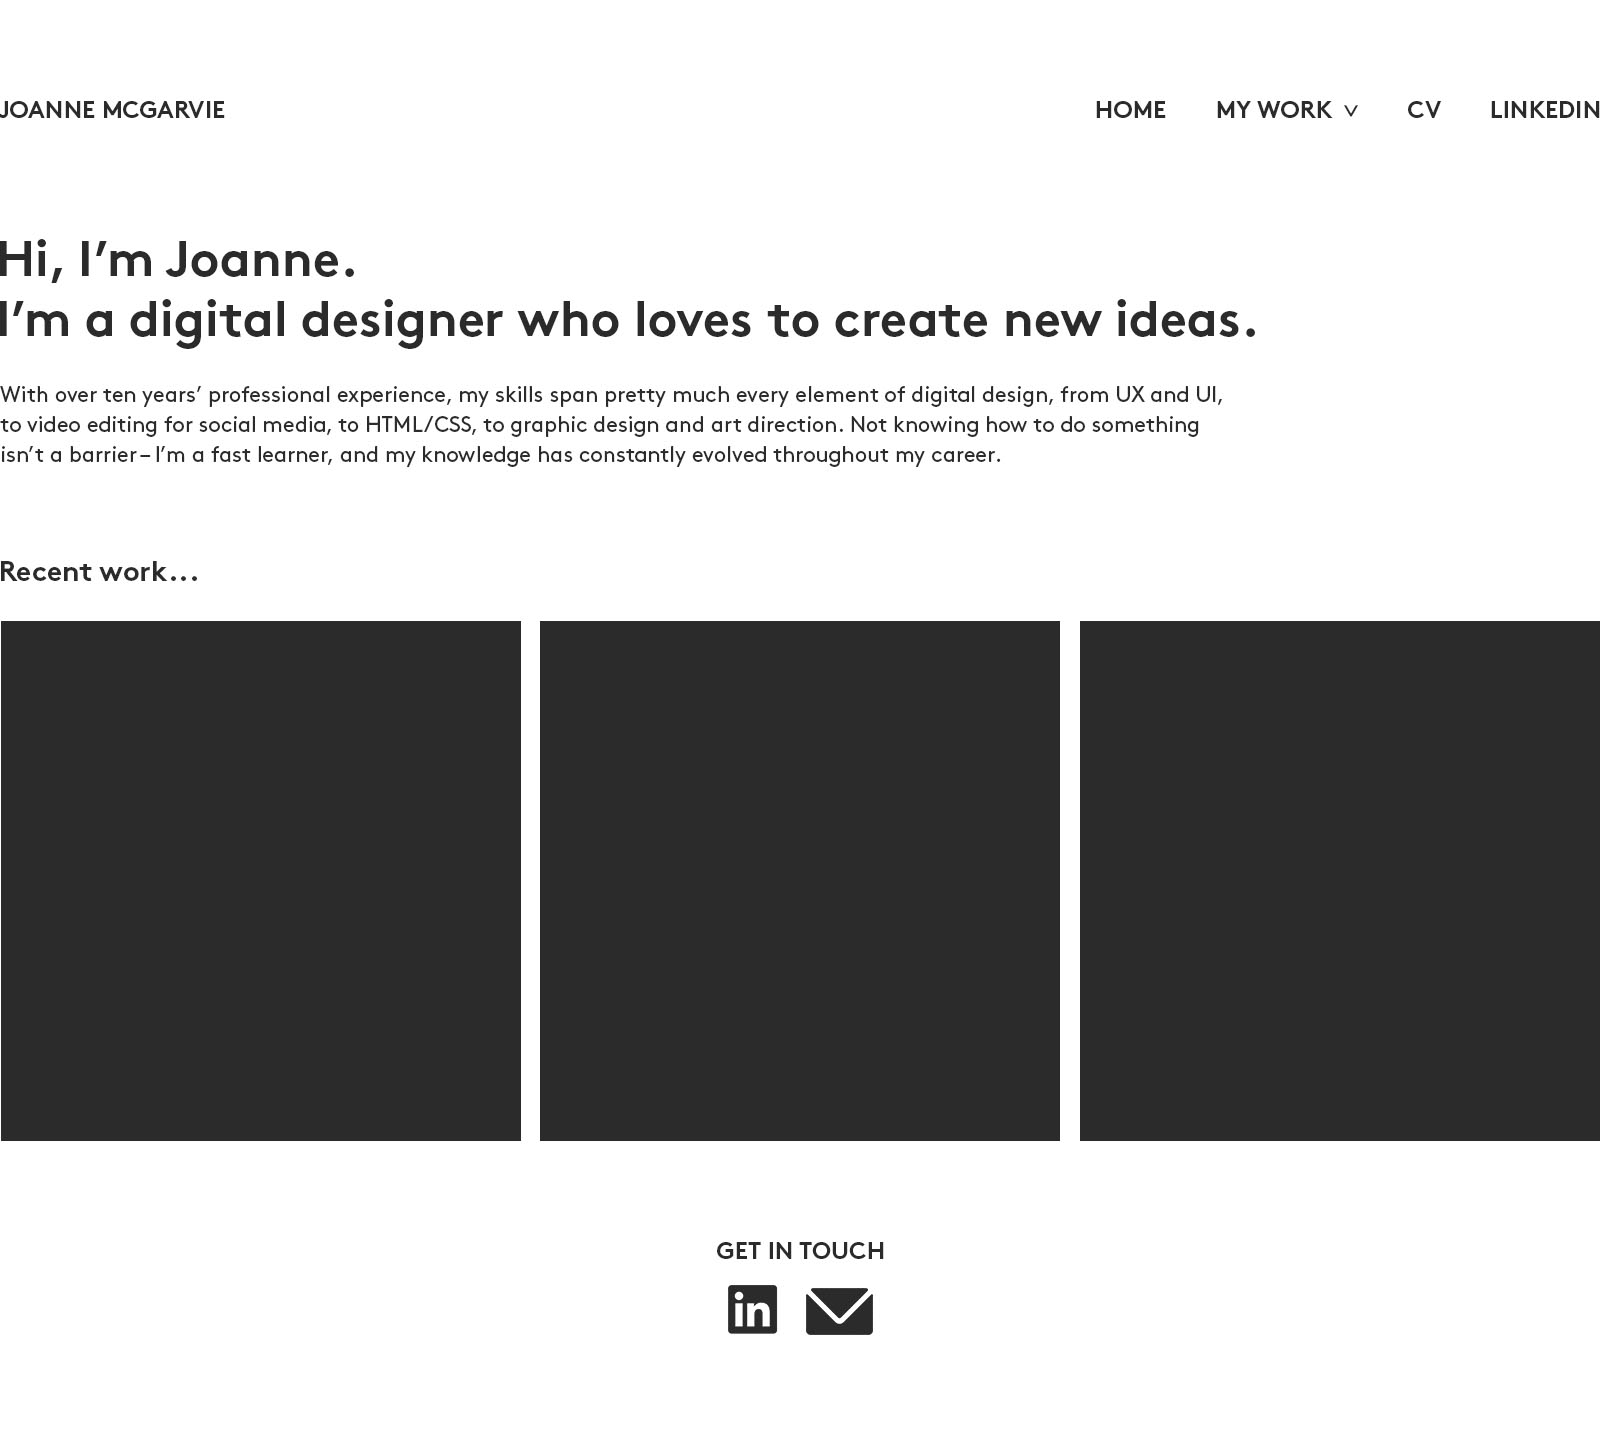 JOANNE MCGARVIE
HOME MY WORK CV LINKEDIN
Hi, I’m Joanne.
I’m a digital designer who loves to create new ideas.
With over ten years’ professional experience, my skills span pretty much every element of digital design, from UX and UI,
to video editing for social media, to HTML/CSS, to graphic design and art direction. Not knowing how to do something
isn’t a barrier – I’m a fast learner, and my knowledge has constantly evolved throughout my career.
Recent work...
GET IN TOUCH
in